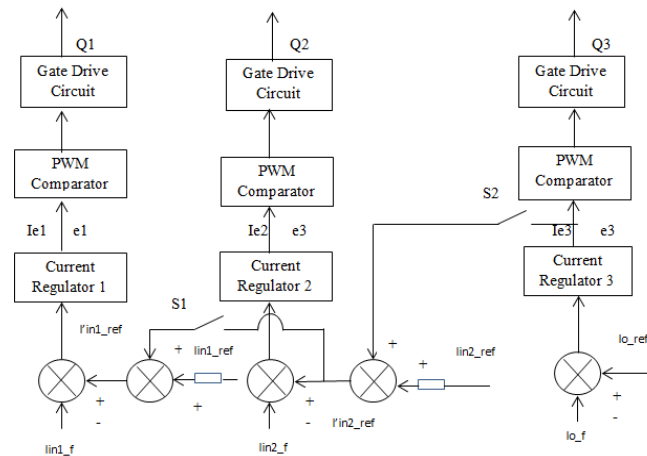 Q1
Q2
Q3
Gate Drive
Circuit
Gate Drive
Circuit
Gate Drive
Circuit
PWM
Comparator
PWM
Comparator
PWM
Comparator
S2
Ie1 e1
Ie2 e3
Ie3 e3
Current
Regulator 1
Current
Regulator 2
Current
Regulator 3
S1
I'in1_ref
Iin1_ref
Iin2_ref
Io_ref
+
+
+
+
+
-
+
-
I'in2_ref
+
-
Iin1_f
Iin2_f
Io_f